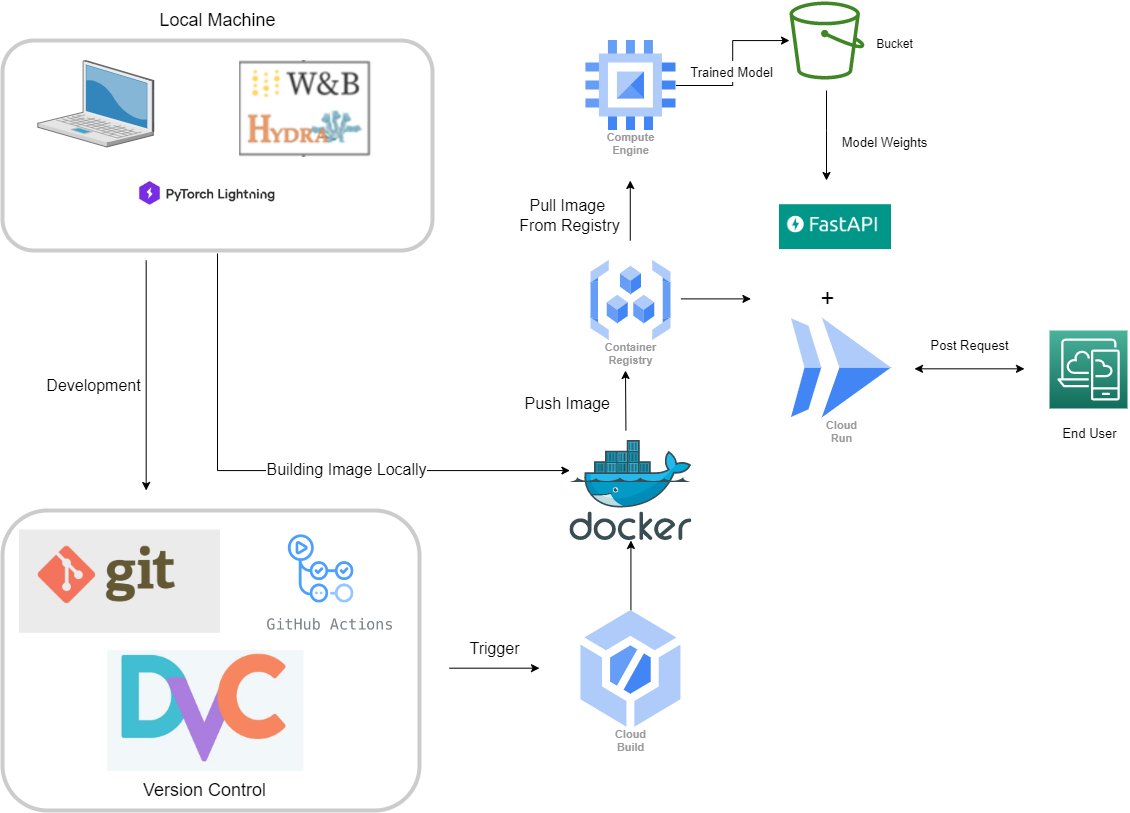 Local Machine
W&B
HYDRA
PyTorch Lightning
Development
Building Image Locally
git
GitHub Actions
DVC
Version Control
Trigger
Cloud
Build
docker
Push Image
Container
Registry
Pull Image
From Registry
Compute
Engine
Trained Model
Bucket
Model Weights
FastAPI
+
Cloud
Run
Post Request
End User